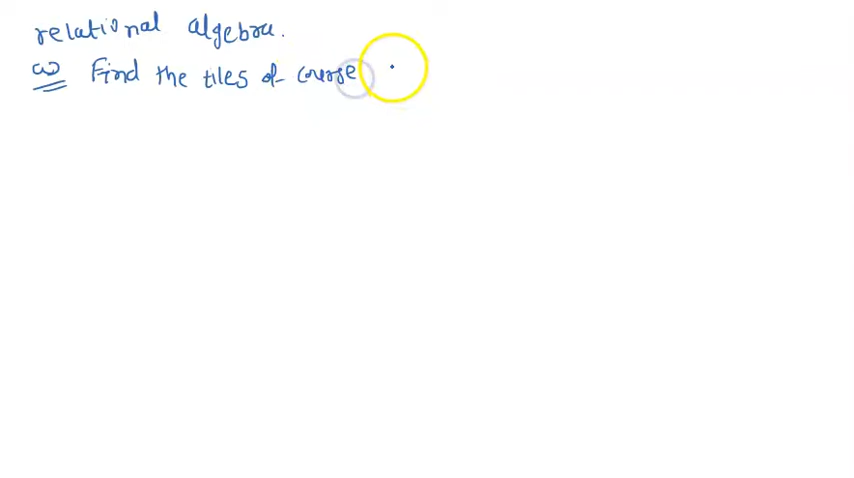 relational algebra.
a) Find the tiles of course